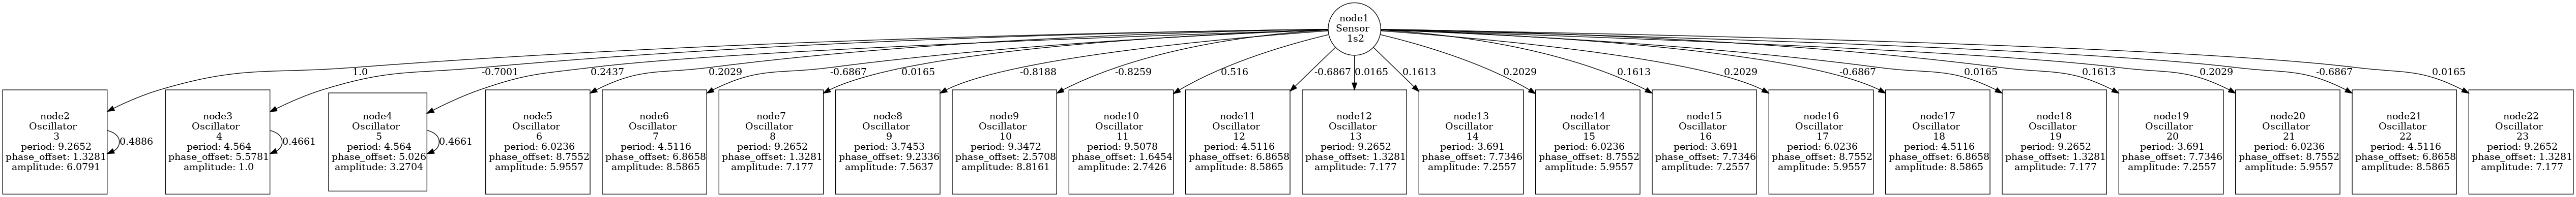 node1
Sensor
1s2
1.0
-0.7001
0.2437
0.2029
-0.6867
0.0165
-0.8188
-0.8259
0.516
-0.6867
0.0165
0.1613
0.2029
0.1613
0.2029
-0.6867
0.0165
0.1613
0.2029
-0.6867
0.0165
node2
Oscillator
3
period: 9.2652
phase_offset: 1.3281
amplitude: 6.0791
0.4886
node3
Oscillator
4
period: 4.564
phase_offset: 5.5781
amplitude: 1.0
0.4661
node4
Oscillator
5
period: 4.564
phase_offset: 5.026
amplitude: 3.2704
0.4661
node5
Oscillator
6
period: 6.0236
phase_offset: 8.7552
amplitude: 5.9557
node6
Oscillator
7
period: 4.5116
phase_offset: 6.8658
amplitude: 8.5865
node7
Oscillator
8
period: 9.2652
phase_offset: 1.3281
amplitude: 7.177
node8
Oscillator
9
period: 3.7453
phase_offset: 9.2336
amplitude: 7.5637
node9
Oscillator
10
period: 9.3472
phase_offset: 2.5708
amplitude: 8.8161
node10
Oscillator
11
period: 9.5078
phase_offset: 1.6454
amplitude: 2.7426
node11
Oscillator
12
period: 4.5116
phase_offset: 6.8658
amplitude: 8.5865
node12
Oscillator
13
period: 9.2652
phase_offset: 1.3281
amplitude: 7.177
node13
Oscillator
14
period: 3.691
phase_offset: 7.7346
amplitude: 7.2557
node14
Oscillator
15
period: 6.0236
phase_offset: 8.7552
amplitude: 5.9557
node15
Oscillator
16
period: 3.691
phase_offset: 7.7346
amplitude: 7.2557
node16
Oscillator
17
period: 6.0236
phase_offset: 8.7552
amplitude: 5.9557
node17
Oscillator
18
period: 4.5116
phase_offset: 6.8658
amplitude: 8.5865
node18
Oscillator
19
period: 9.2652
phase_offset: 1.3281
amplitude: 7.177
node19
Oscillator
20
period: 3.691
phase_offset: 7.7346
amplitude: 7.2557
node20
Oscillator
21
period: 6.0236
phase_offset: 8.7552
amplitude: 5.9557
node21
Oscillator
22
period: 4.5116
phase_offset: 6.8658
amplitude: 8.5865
node22
Oscillator
23
period: 9.2652
phase_offset: 1.3281
amplitude: 7.177